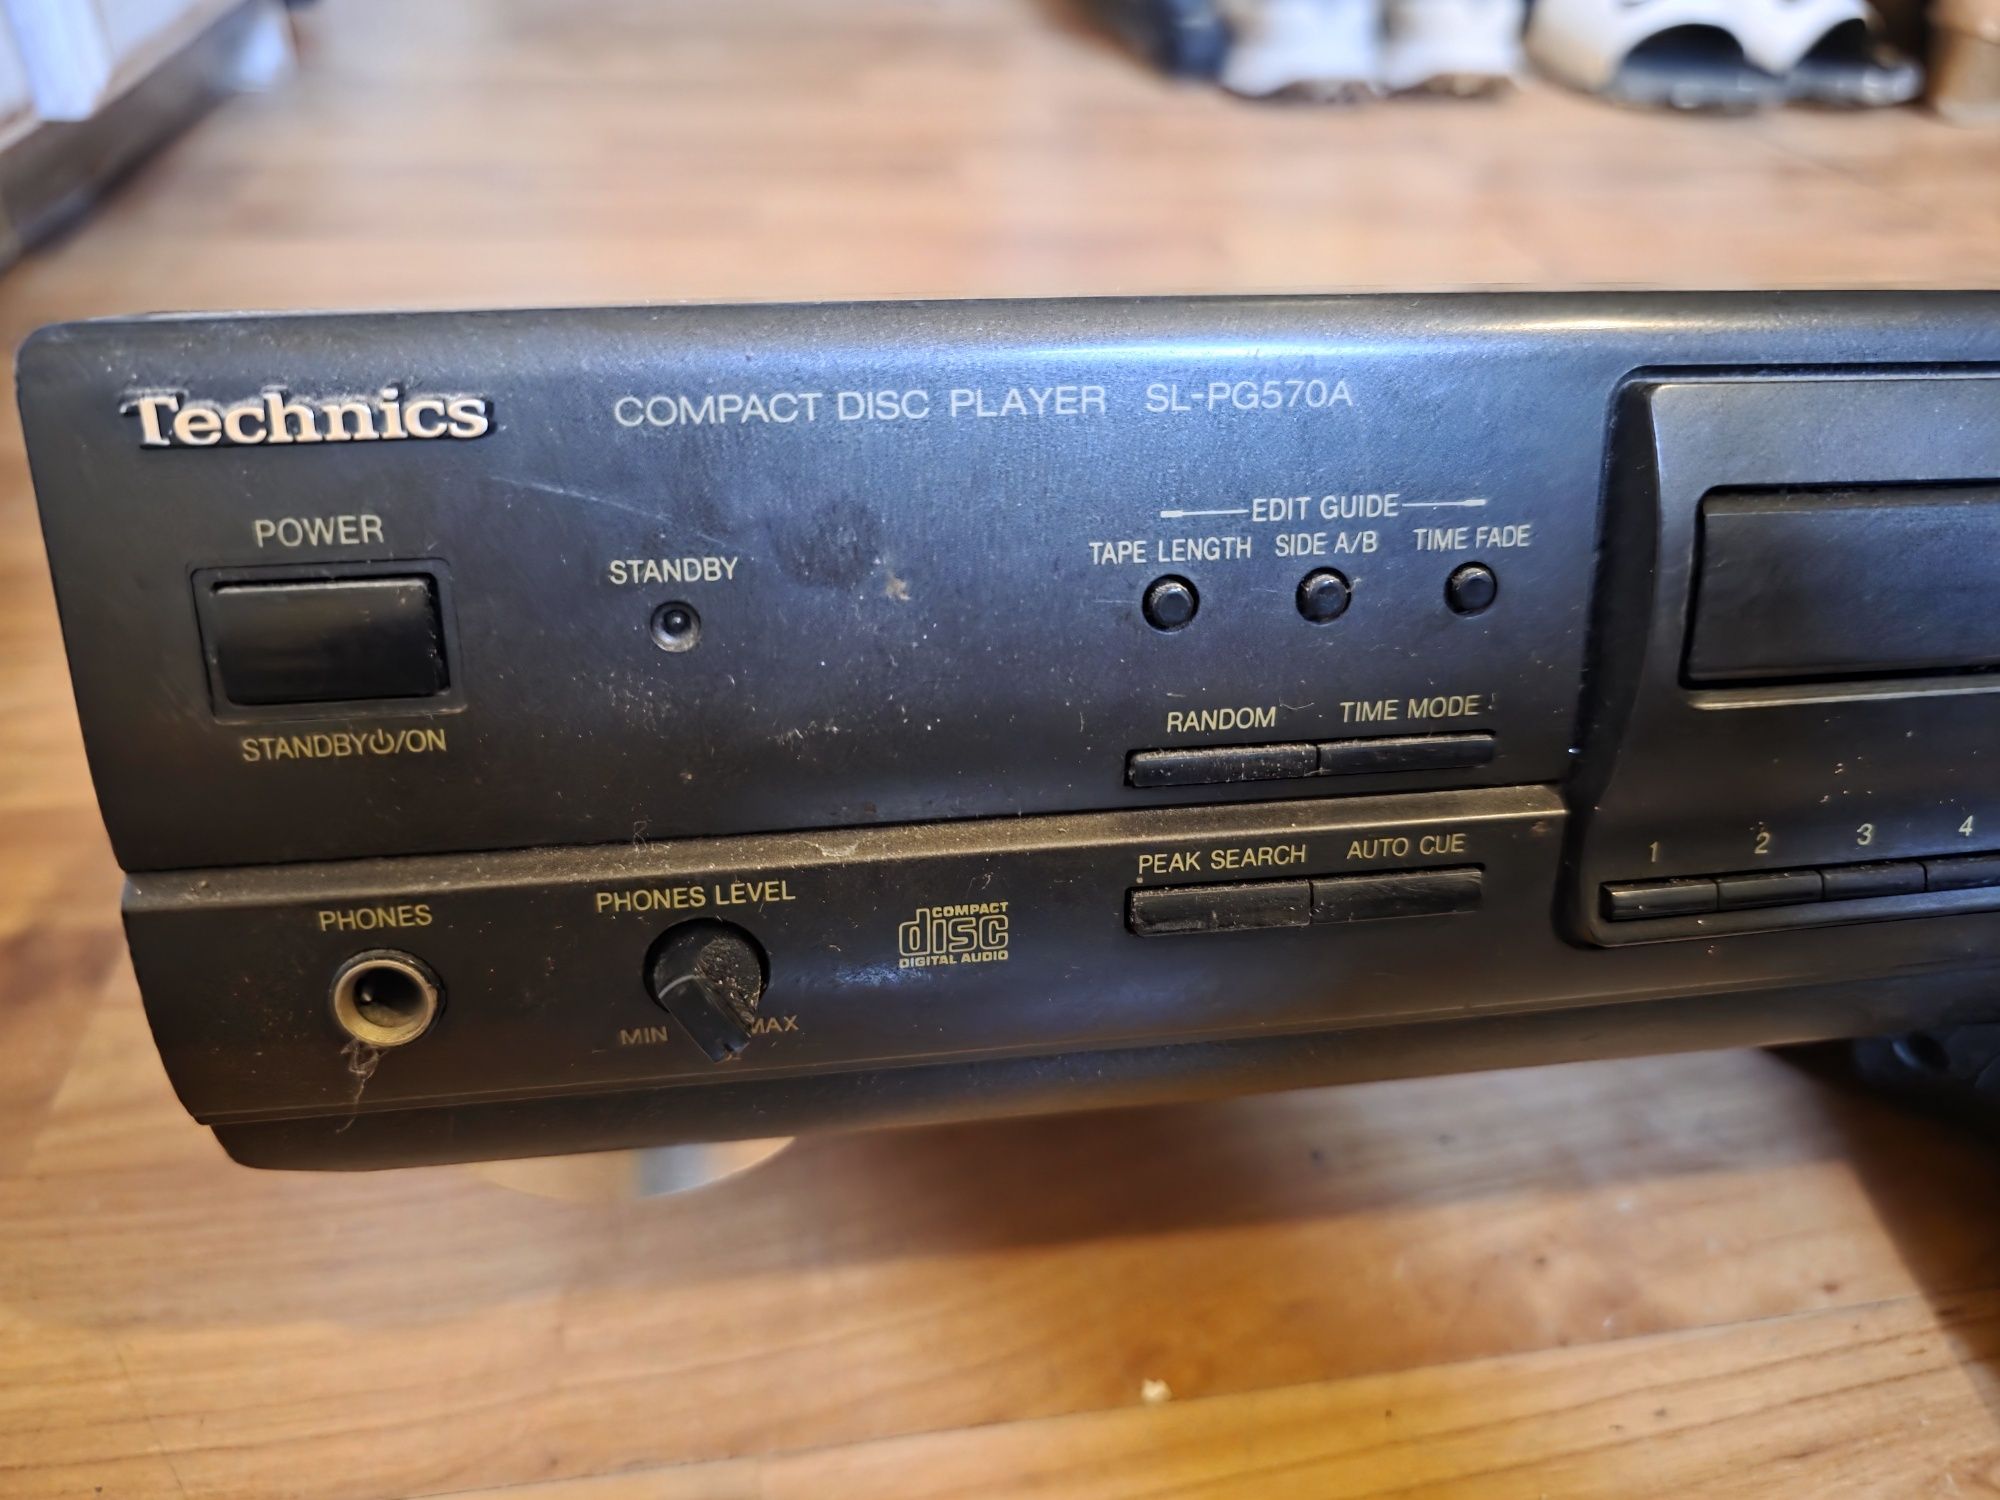 Technics
COMPACT DISC PLAYER SL-PG570A
EDIT GUIDE
TAPE LENGTH SIDE A/B TIME FADE
POWER
STANDBY
STANDBY⏻/ON
RANDOM TIME MODE
PEAK SEARCH AUTO CUE
1 2 3 4
PHONES
PHONES LEVEL
MIN MAX
COMPACT
disc
DIGITAL AUDIO